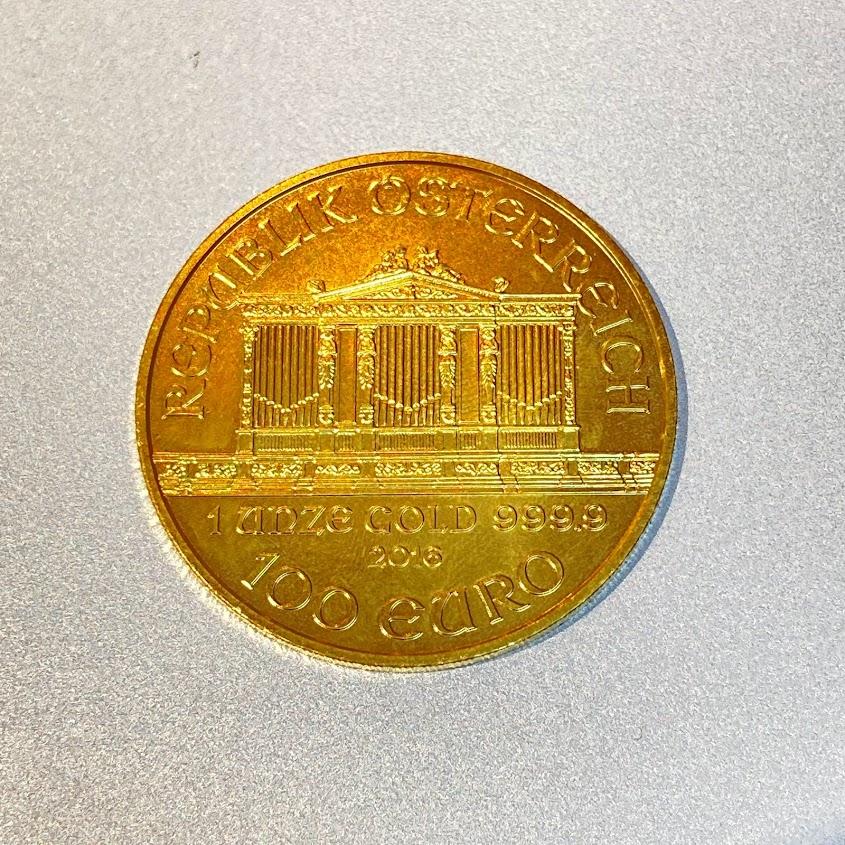 REPUBLIK ÖSTERREICH
1 UNZE GOLD 999.9
2016
100 EURO